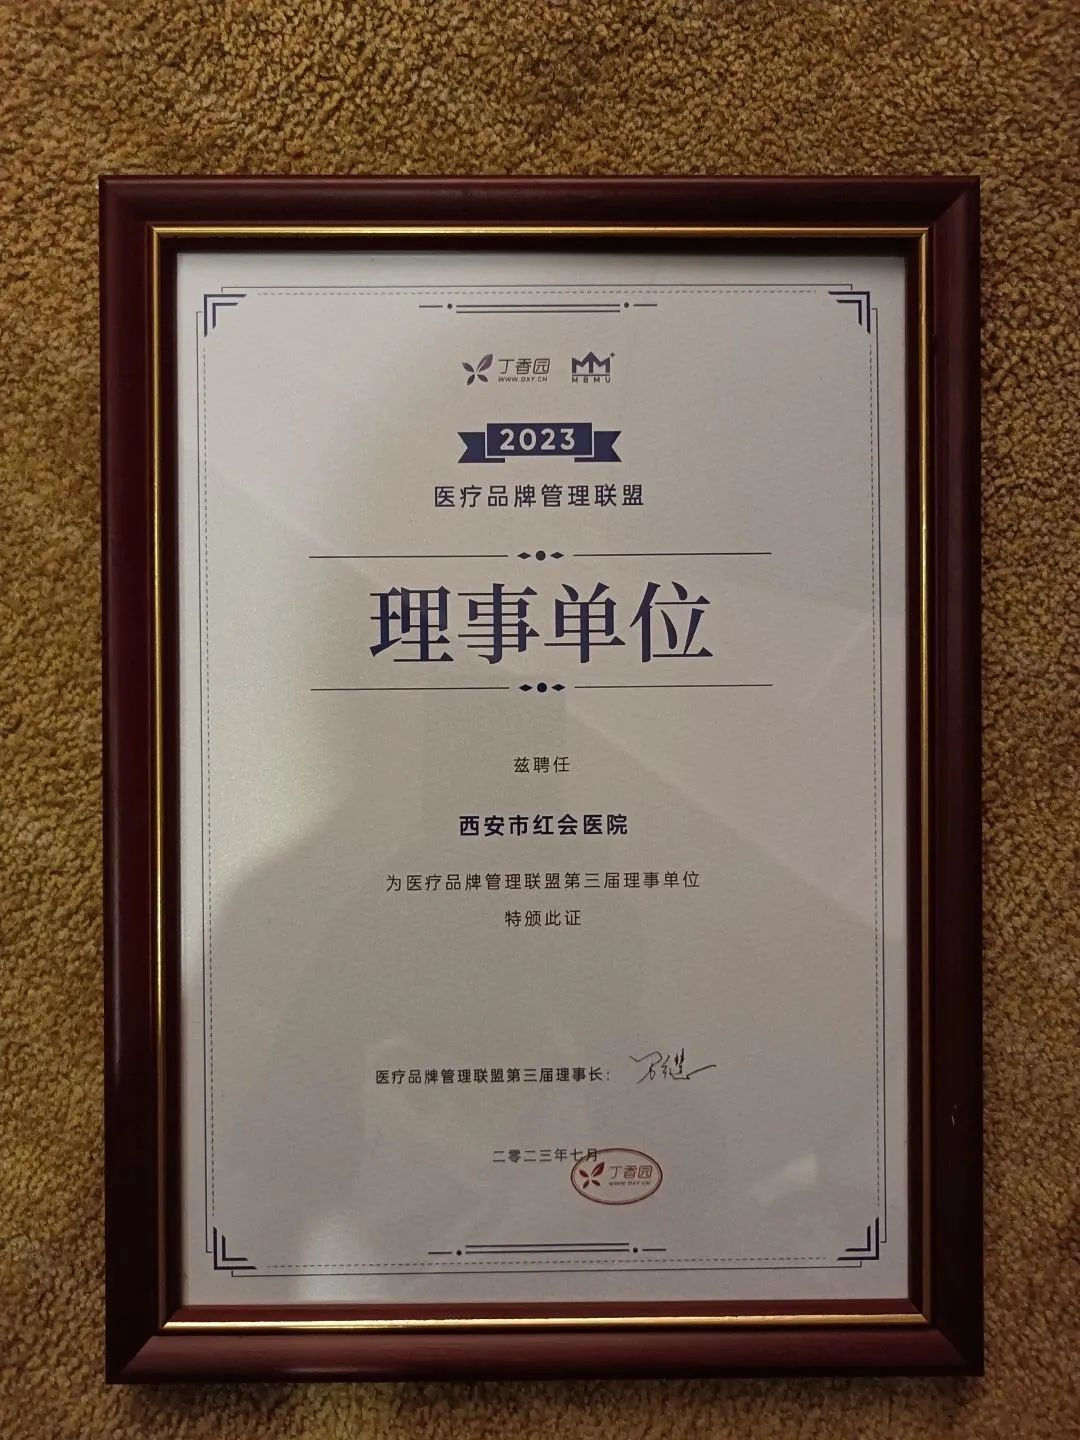 丁香园
WWW.DXY.CN
MBMU
2023
医疗品牌管理联盟
理事单位
兹聘任
西安市红会医院
为医疗品牌管理联盟第三届理事单位
特颁此证
医疗品牌管理联盟第三届理事长:
二零二三年七月
丁香园
WWW.DXY.CN